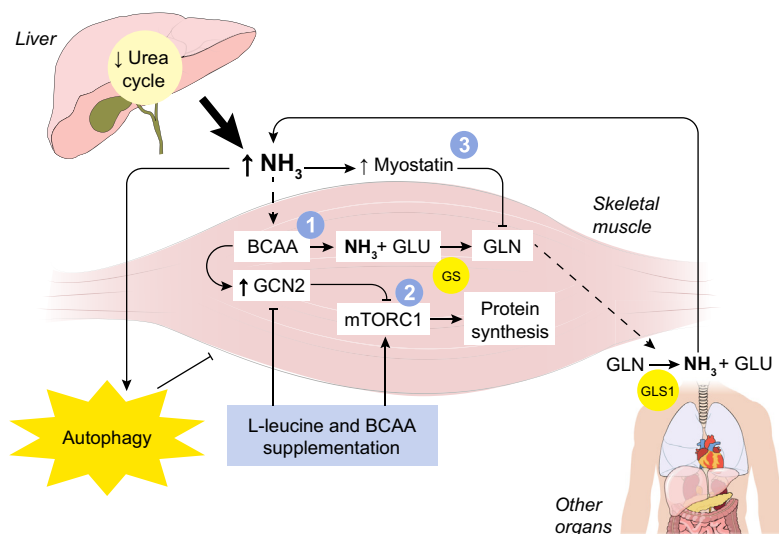 Liver
↓ Urea
cycle
↑ NH₃
↑ Myostatin
3
Sketetal
muscle
1
BCAA
NH₃+ GLU
GLN
GS
↑ GCN2
2
mTORC1
Protein
synthesis
GLN
NH₃ + GLU
GLS1
Autophagy
L-leucine and BCAA
supplementation
Other
organs